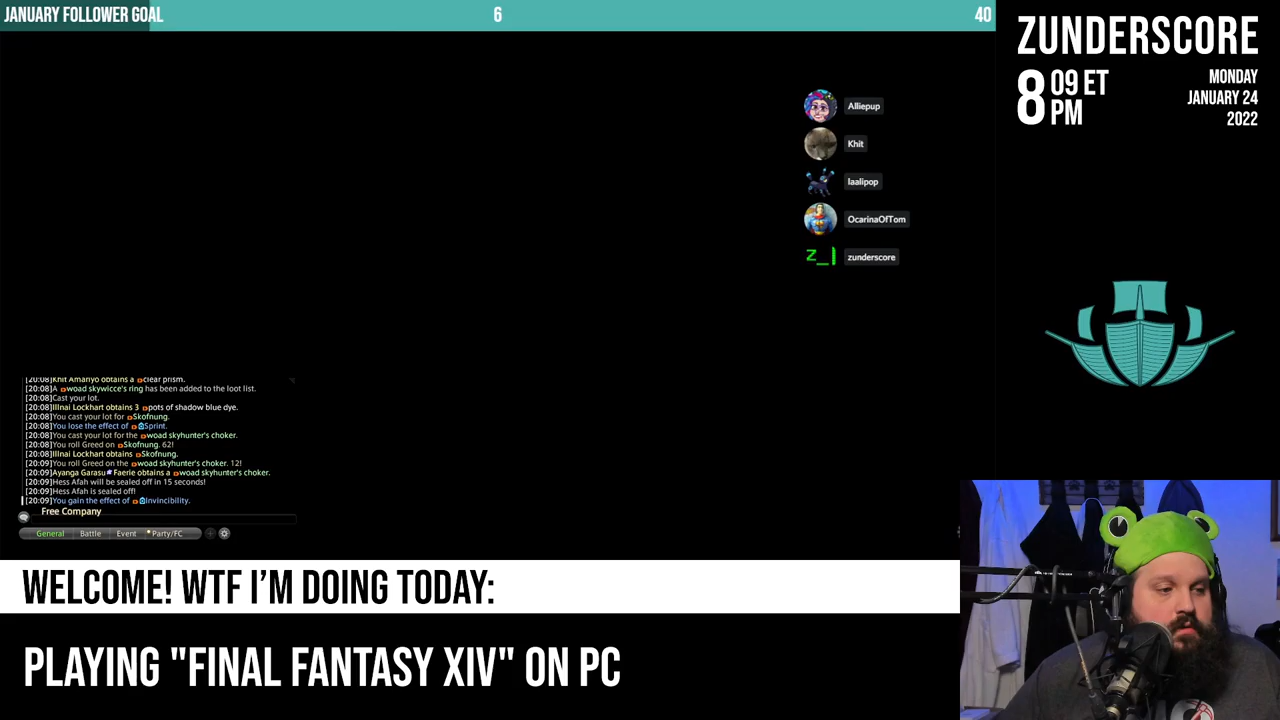 JANUARY FOLLOWER GOAL 6 40
ZUNDERSCORE
8 09 ET PM
MONDAY
JANUARY 24
2022
Alliepup
Khit
laalipop
OcarinaOfTom
z_
zunderscore
[20:08]Khit Amariyo obtains a clear prism.
[20:08]A woad skywicce's ring has been added to the loot list.
[20:08]Cast your lot.
[20:08]Illnai Lockhart obtains 3 pots of shadow blue dye.
[20:08]You cast your lot for Skofnung.
[20:08]You lose the effect of Sprint.
[20:08]You cast your lot for the woad skyhunter's choker.
[20:08]You roll Greed on Skofnung. 62!
[20:08]Illnai Lockhart obtains Skofnung.
[20:09]You roll Greed on the woad skyhunter's choker. 12!
[20:09]Ayanga Garasu Faerie obtains a woad skyhunter's choker.
[20:09]Hess Afah will be sealed off in 15 seconds!
[20:09]Hess Afah is sealed off!
[20:09]You gain the effect of Invincibility.
Free Company
General Battle Event Party/FC
WELCOME! WTF I'M DOING TODAY:
PLAYING "FINAL FANTASY XIV" ON PC